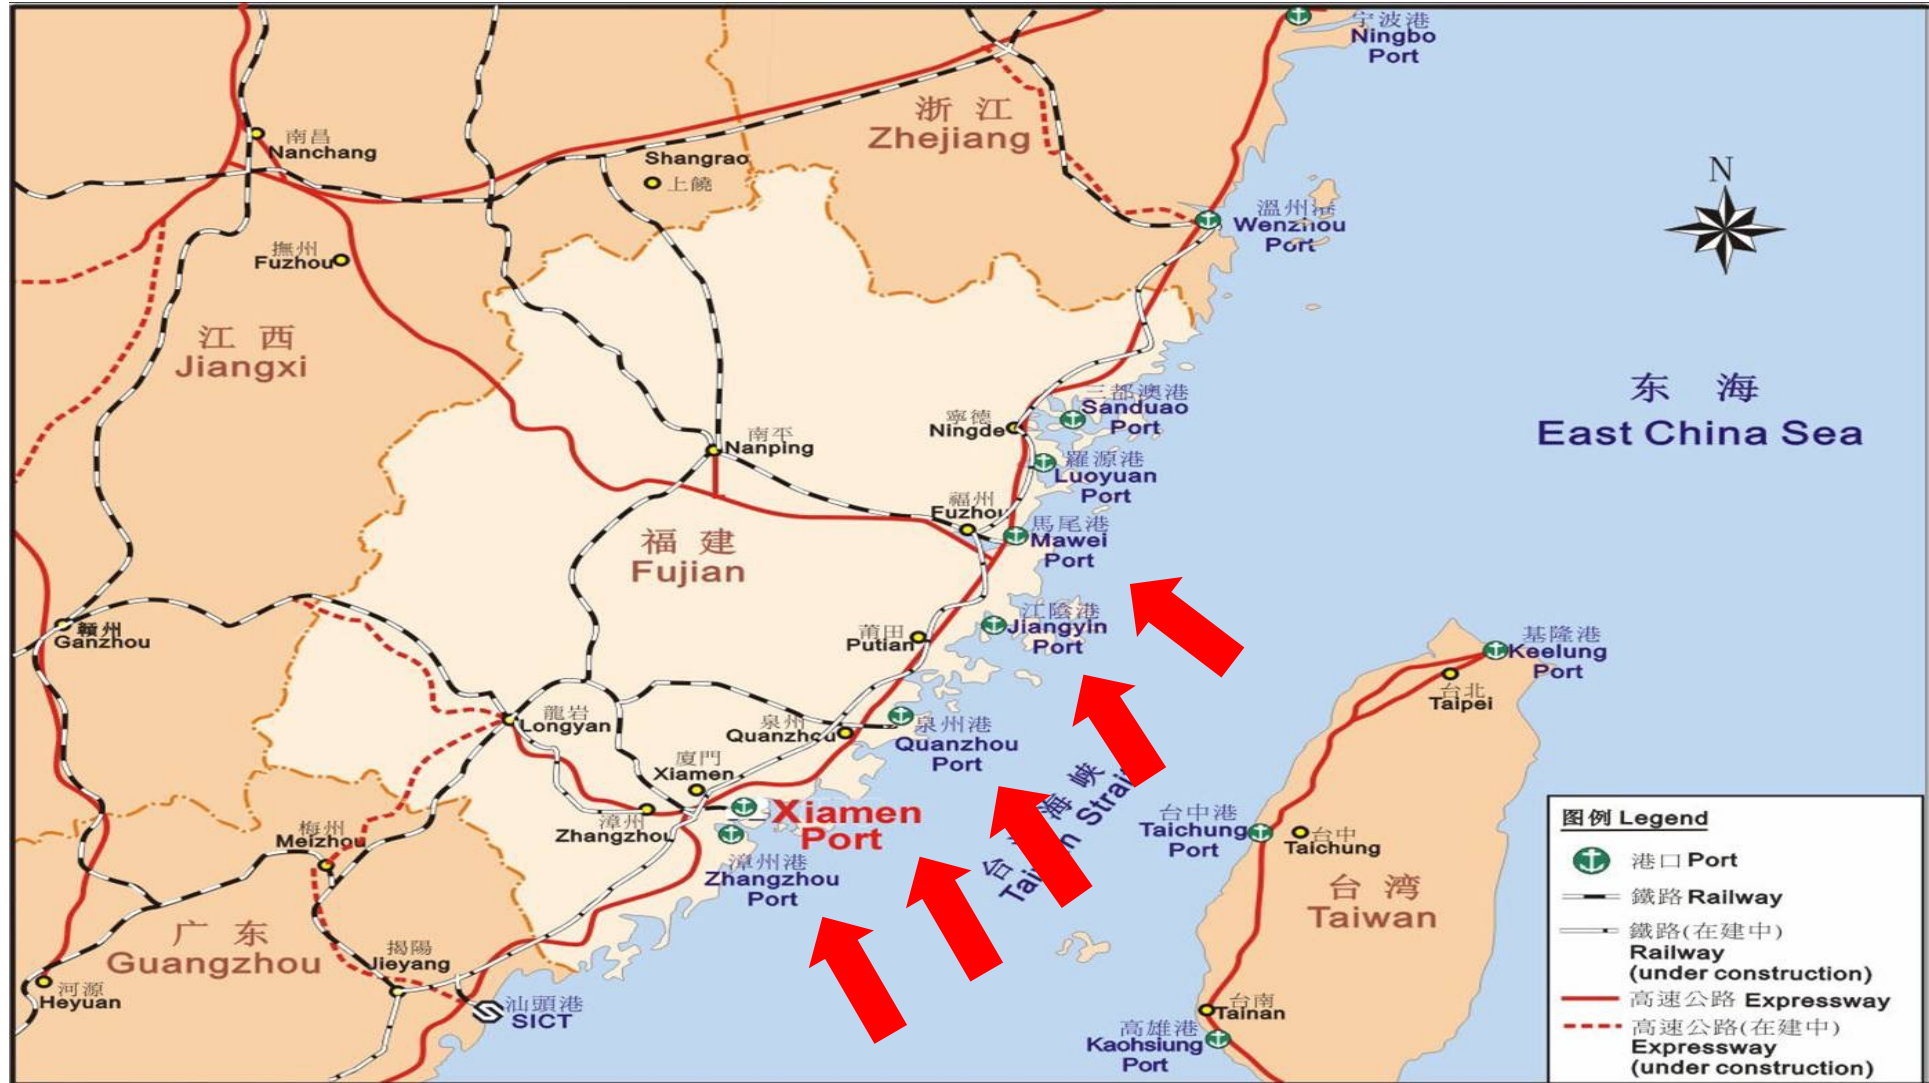 宁波港
Ningbo
Port
浙 江
Zhejiang
南昌
Nanchang
Shangrao
上饒
N
溫州港
Wenzhou
Port
撫州
Fuzhou
江 西
Jiangxi
东 海
East China Sea
三都澳港
Sanduao
Port
寧德
Ningde
南平
Nanping
羅源港
Luoyuan
Port
福州
Fuzhou
馬尾港
Mawei
Port
福 建
Fujian
江陰港
Jiangyin
Port
莆田
Putian
贛州
Ganzhou
基隆港
Keelung
Port
台北
Taipei
龍岩
Longyan
泉州
Quanzhou
泉州港
Quanzhou
Port
廈門
Xiamen
Xiamen
Port
漳州
Zhangzhou
漳州港
Zhangzhou
Port
台 海 峡
Strait
台中港
Taichung
Port
台中
Taichung
台 湾
Taiwan
梅州
Meizhou
广 东
Guangzhou
揭陽
Jieyang
河源
Heyuan
汕頭港
SICT
台南
Tainan
高雄港
Kaohsiung
Port
图例 Legend
港口 Port
鐵路 Railway
鐵路(在建中)
Railway
(under construction)
高速公路 Expressway
高速公路(在建中)
Expressway
(under construction)